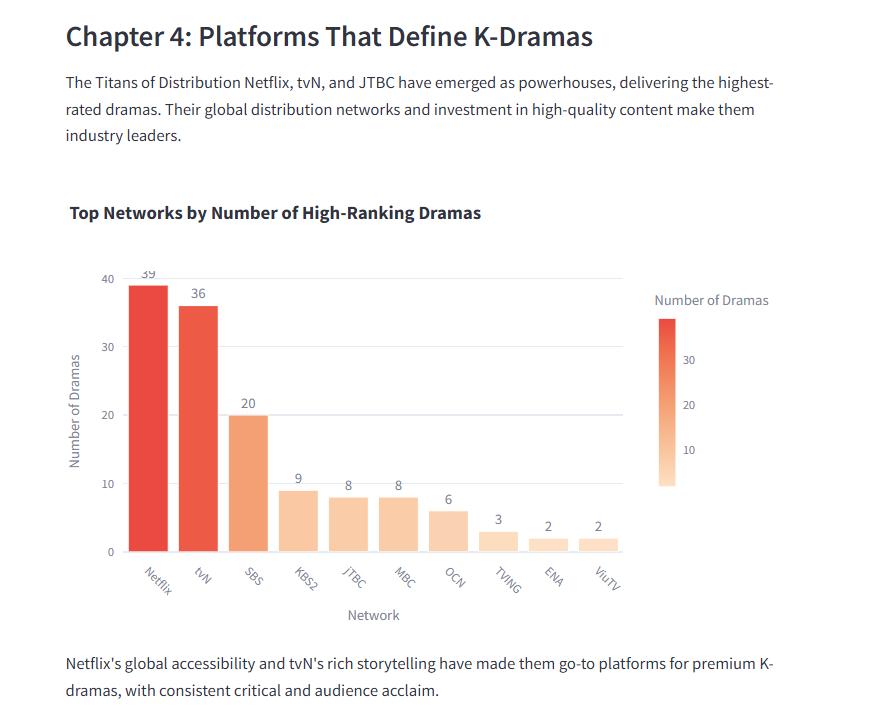 Chapter 4: Platforms That Define K-Dramas
The Titans of Distribution Netflix, tvN, and JTBC have emerged as powerhouses, delivering the highest-
rated dramas. Their global distribution networks and investment in high-quality content make them
industry leaders.
Top Networks by Number of High-Ranking Dramas
Number of Dramas
40
30
20
10
0
39
36
20
9
8
8
6
3
2
2
Netflix
tvN
SBS
KBS2
jTBC
MBC
OCN
TVING
ENA
ViuTV
Network
Number of Dramas
30
20
10
Netflix's global accessibility and tvN's rich storytelling have made them go-to platforms for premium K-
dramas, with consistent critical and audience acclaim.